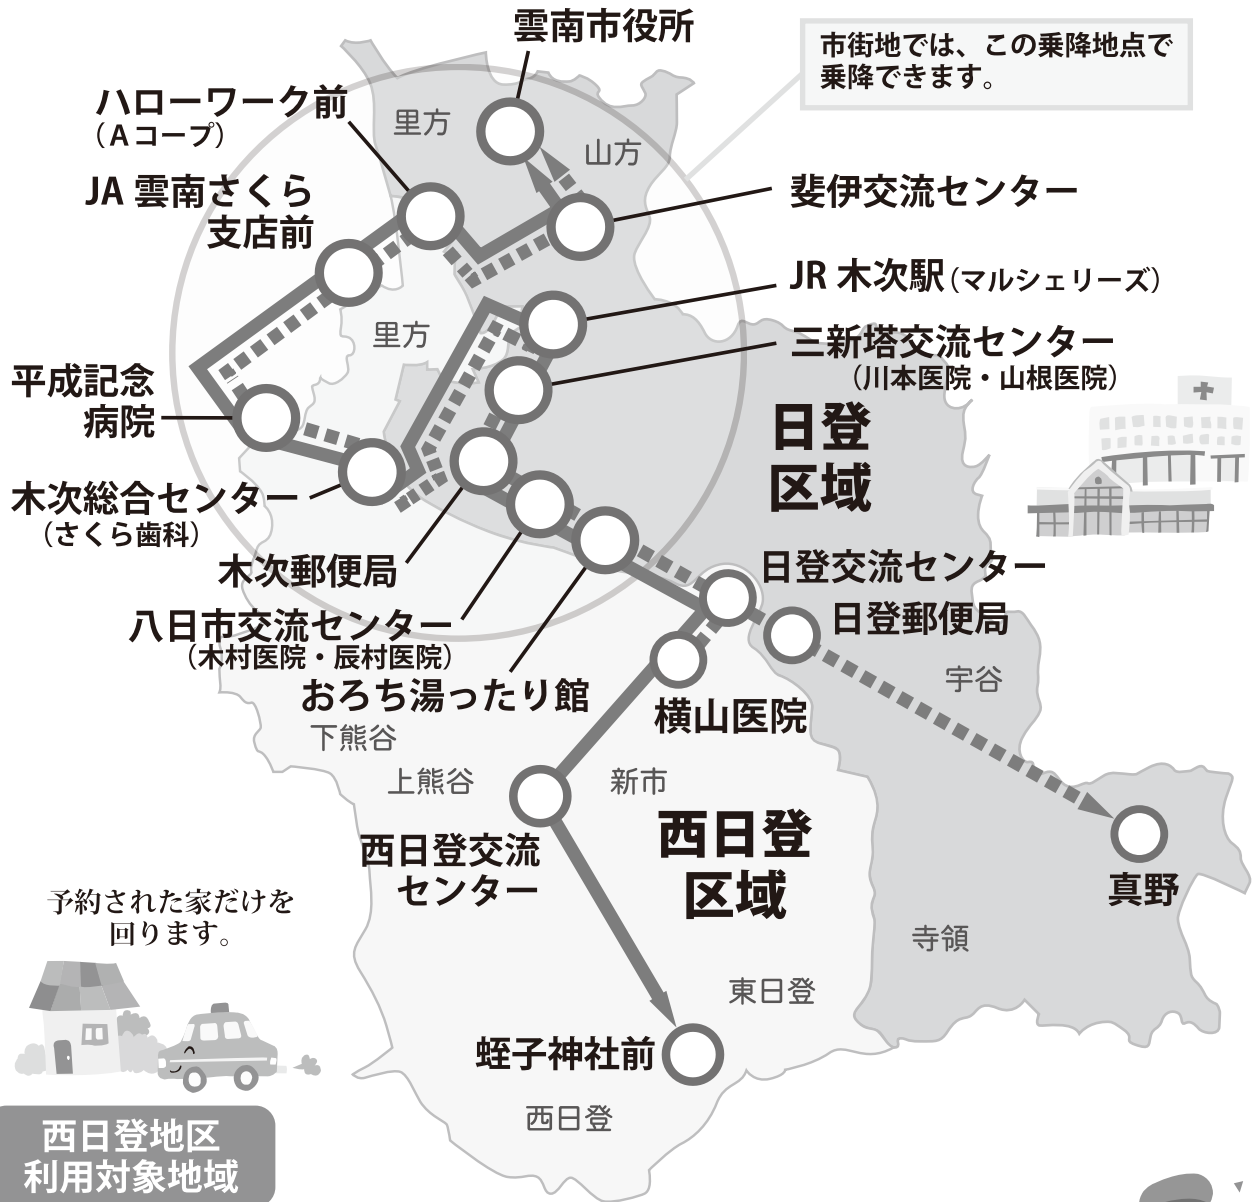 雲南市役所
市街地では、この乗降地点で
乗降できます。
ハローワーク前
（Aコープ）
里方
山方
JA 雲南さくら
支店前
斐伊交流センター
JR 木次駅（マルシェリーズ）
里方
三新塔交流センター
（川本医院・山根医院）
平成記念
病院
日登
区域
木次総合センター
（さくら歯科）
木次郵便局
日登交流センター
八日市交流センター
（木村医院・辰村医院）
日登郵便局
おろち湯ったり館
宇谷
横山医院
下熊谷
上熊谷
新市
西日登
区域
西日登交流
センター
真野
予約された家だけを
回ります。
寺領
東日登
蛭子神社前
西日登
西日登地区
利用対象地域